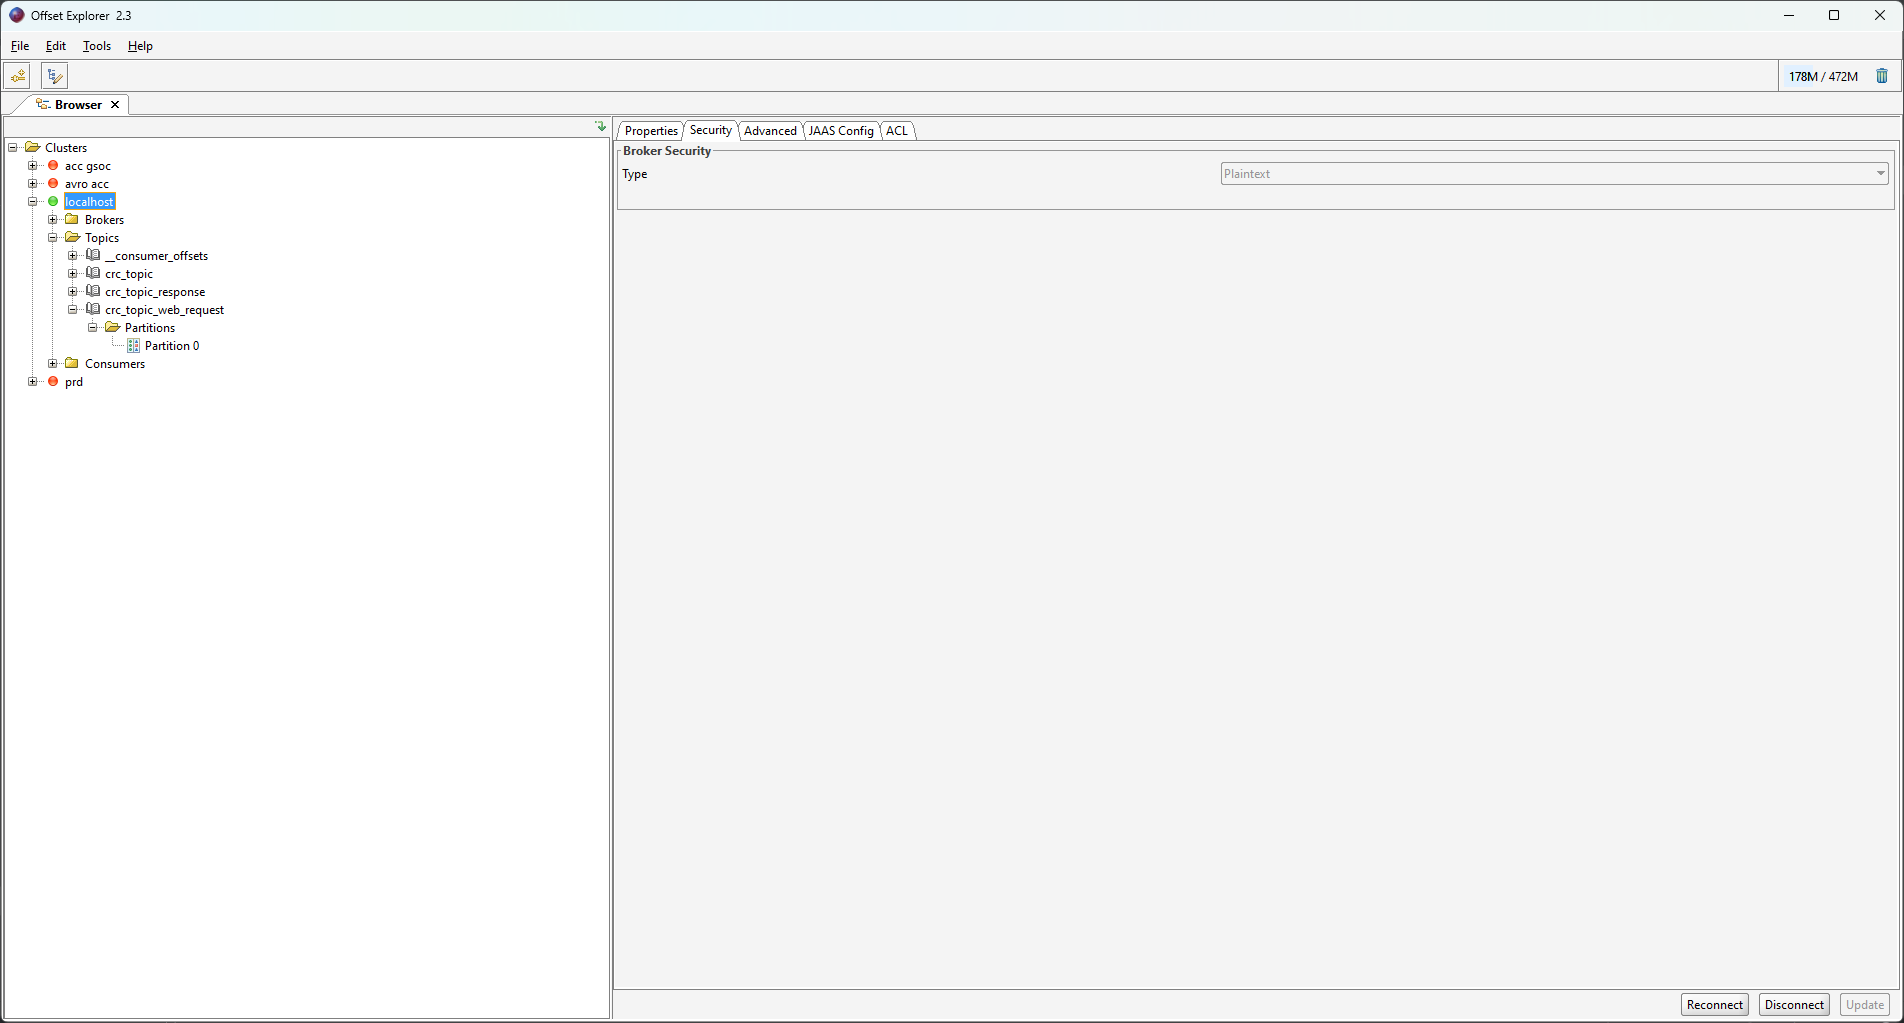 Offset Explorer 2.3
File Edit Tools Help
178M / 472M
Browser
Clusters
acc gsoc
avro acc
localhost
Brokers
Topics
__consumer_offsets
crc_topic
crc_topic_response
crc_topic_web_request
Partitions
Partition 0
Consumers
prd
Properties Security Advanced JAAS Config ACL
Broker Security
Type Plaintext
Reconnect Disconnect Update